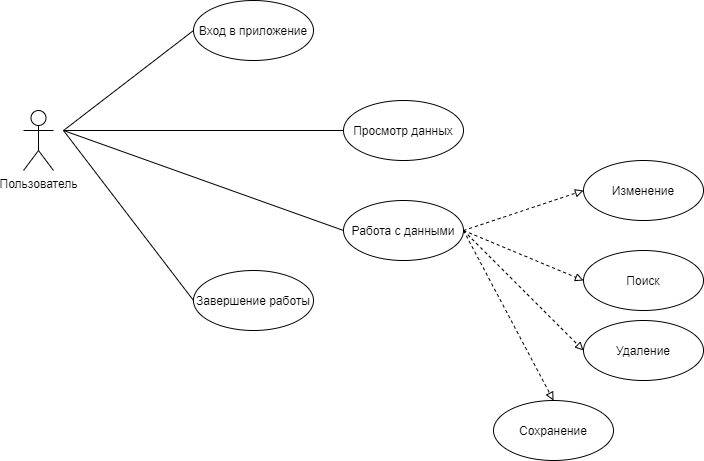 Вход в приложение
Просмотр данных
Пользователь
Изменение
Работа с данными
Поиск
Завершение работы
Удаление
Сохранение